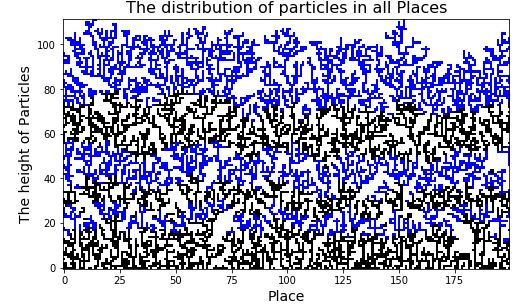 The distribution of particles in all Places
The height of Particles
100
80
60
40
20
0
0 25 50 75 100 125 150 175
Place